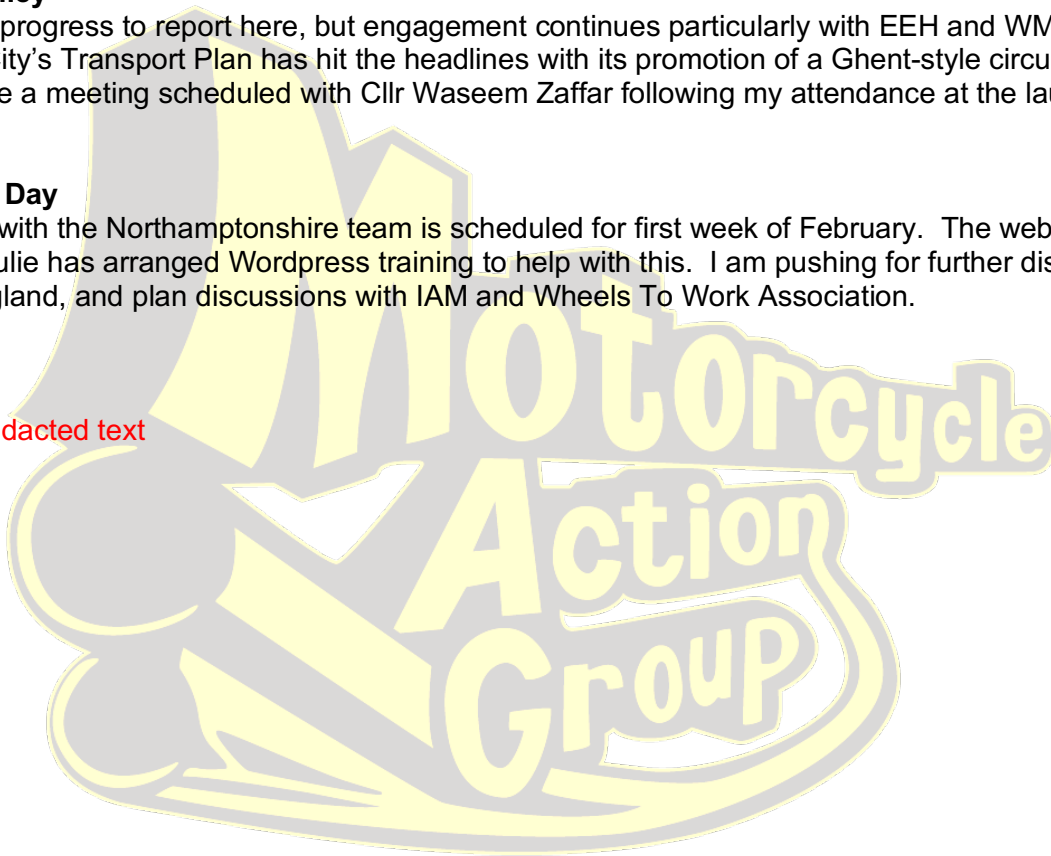 progress to report here, but engagement continues particularly with EEH and WM
ity's Transport Plan has hit the headlines with its promotion of a Ghent-style circu
e a meeting scheduled with Cllr Waseem Zaffar following my attendance at the lau
Day
with the Northamptonshire team is scheduled for first week of February. The web
ulie has arranged Wordpress training to help with this. I am pushing for further dis
gland, and plan discussions with IAM and Wheels To Work Association.
dacted text
Motorcycle
Action
Group